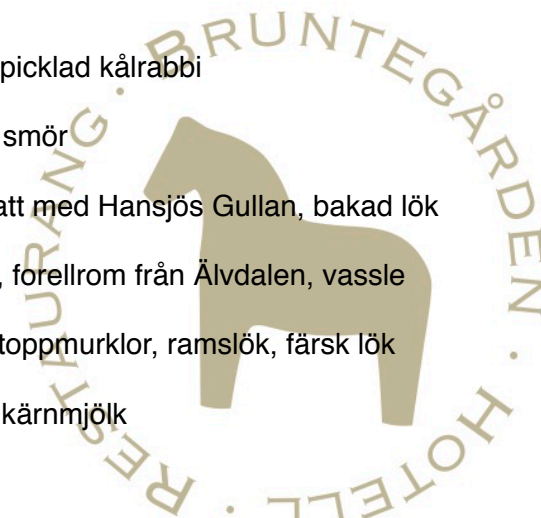 picklad kålrabbi
smör
att med Hansjös Gullan, bakad lök
, forellrom från Älvdalen, vassle
toppmurklor, ramslök, färsk lök
kärnmjölk
RESTAURANG · BRUNTEGÅRDEN · HOTELL ·